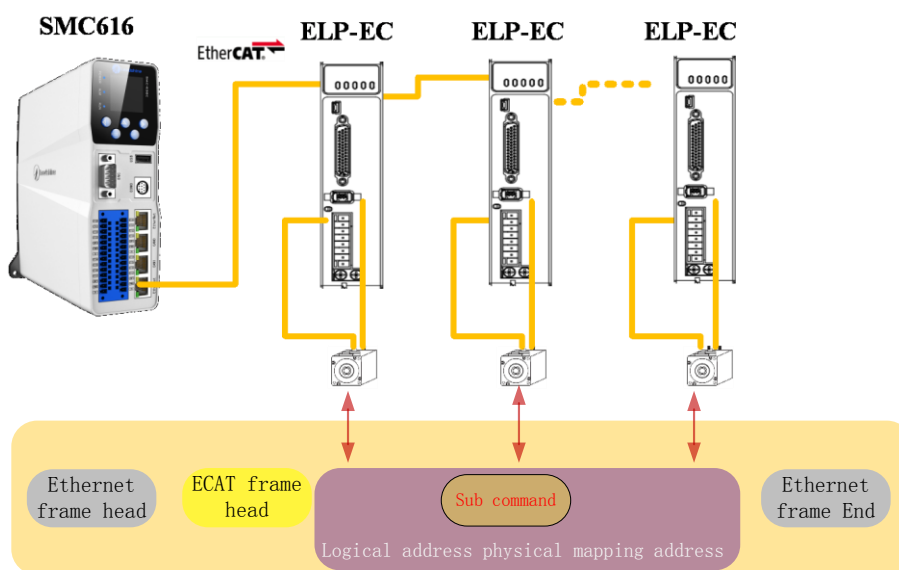 SMC616
EtherCAT
ELP-EC
ELP-EC
ELP-EC
Ethernet
frame head
ECAT frame
head
Sub command
Logical address physical mapping address
Ethernet
frame End